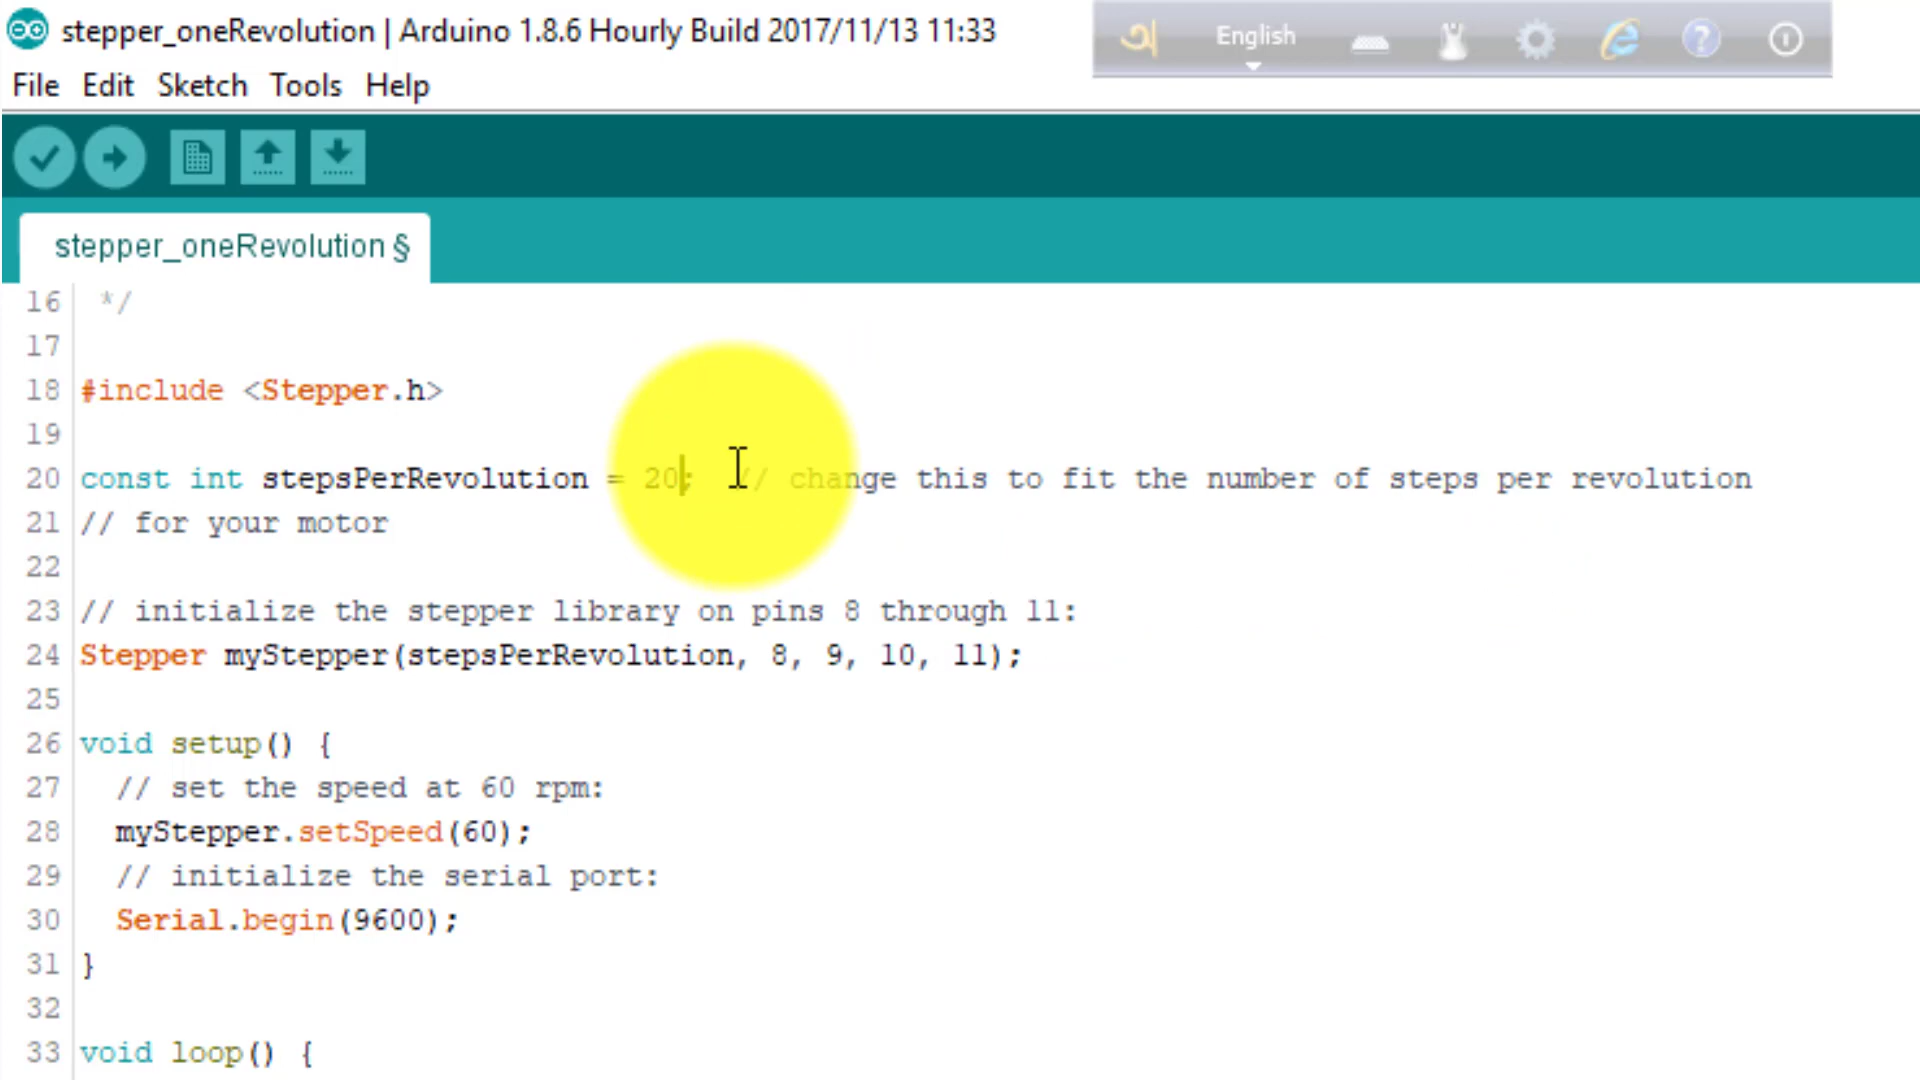 stepper_oneRevolution | Arduino 1.8.6 Hourly Build 2017/11/13 11:33
অ English
File Edit Sketch Tools Help
stepper_oneRevolution §
16 */
17
18 #include <Stepper.h>
19
20 const int stepsPerRevolution = 20; // change this to fit the number of steps per revolution
21 // for your motor
22
23 // initialize the stepper library on pins 8 through 11:
24 Stepper myStepper(stepsPerRevolution, 8, 9, 10, 11);
25
26 void setup() {
27 // set the speed at 60 rpm:
28 myStepper.setSpeed(60);
29 // initialize the serial port:
30 Serial.begin(9600);
31 }
32
33 void loop() {